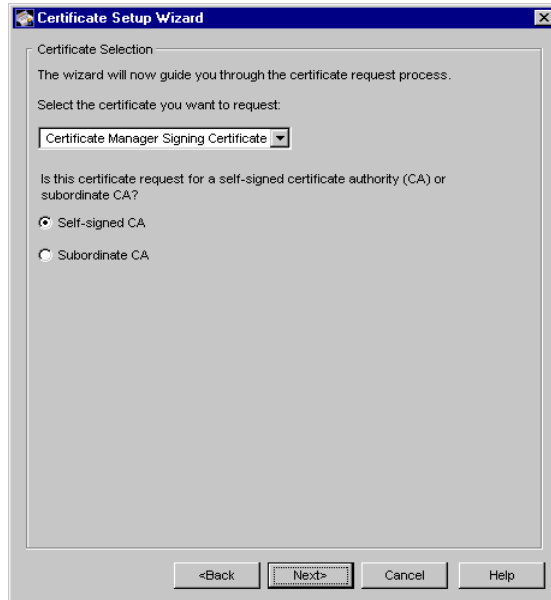 Certificate Setup Wizard
Certificate Selection
The wizard will now guide you through the certificate request process.
Select the certificate you want to request:
Certificate Manager Signing Certificate
Is this certificate request for a self-signed certificate authority (CA) or
subordinate CA?
Self-signed CA
Subordinate CA
<Back Next> Cancel Help